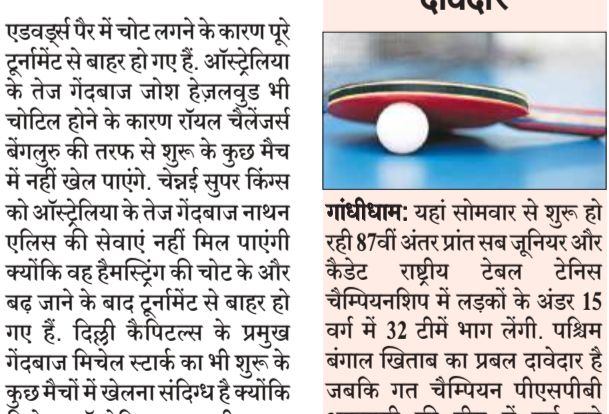 एडवर्ड्स पैर में चोट लगने के कारण पूरे
टूर्नामेंट से बाहर हो गए हैं. ऑस्ट्रेलिया
के तेज गेंदबाज जोश हेज़लवुड भी
चोटिल होने के कारण रॉयल चैलेंजर्स
बेंगलुरु की तरफ से शुरू के कुछ मैच
में नहीं खेल पाएंगे. चेन्नई सुपर किंग्स
को ऑस्ट्रेलिया के तेज गेंदबाज नाथन
एलिस की सेवाएं नहीं मिल पाएंगी
क्योंकि वह हैमस्ट्रिंग की चोट के और
बढ़ जाने के बाद टूर्नामेंट से बाहर हो
गए हैं. दिल्ली कैपिटल्स के प्रमुख
गेंदबाज मिचेल स्टार्क का भी शुरू के
कुछ मैचों में खेलना संदिग्ध है क्योंकि
दावेदार
गांधीधाम: यहां सोमवार से शुरू हो
रही 87वीं अंतर प्रांत सब जूनियर और
कैडेट राष्ट्रीय टेबल टेनिस
चैम्पियनशिप में लड़कों के अंडर 15
वर्ग में 32 टीमें भाग लेंगी. पश्चिम
बंगाल खिताब का प्रबल दावेदार है
जबकि गत चैम्पियन पीएसपीबी